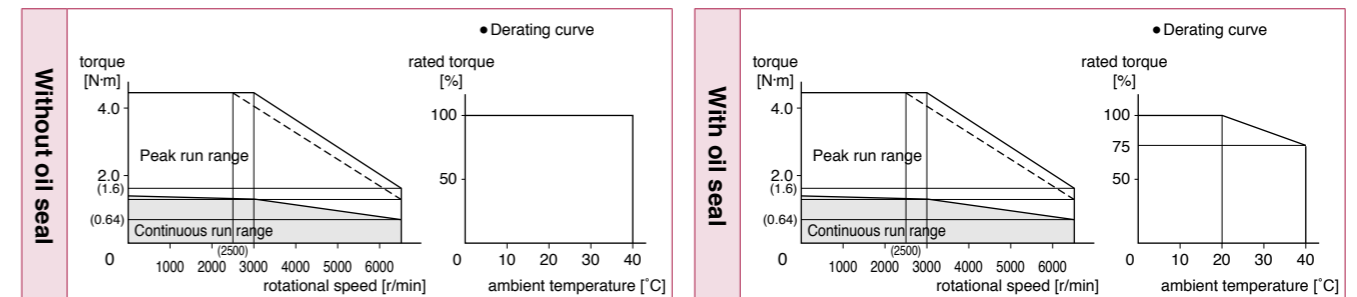 Without oil seal
● Derating curve
torque
[N·m]
4.0
2.0
(1.6)
(0.64)
0
Peak run range
Continuous run range
(2500)
1000 2000 3000 4000 5000 6000
rotational speed [r/min]
rated torque
[%]
100
50
0 10 20 30 40
ambient temperature [˚C]
With oil seal
● Derating curve
torque
[N·m]
4.0
2.0
(1.6)
(0.64)
0
Peak run range
Continuous run range
(2500)
1000 2000 3000 4000 5000 6000
rotational speed [r/min]
rated torque
[%]
100
75
50
0 10 20 30 40
ambient temperature [˚C]